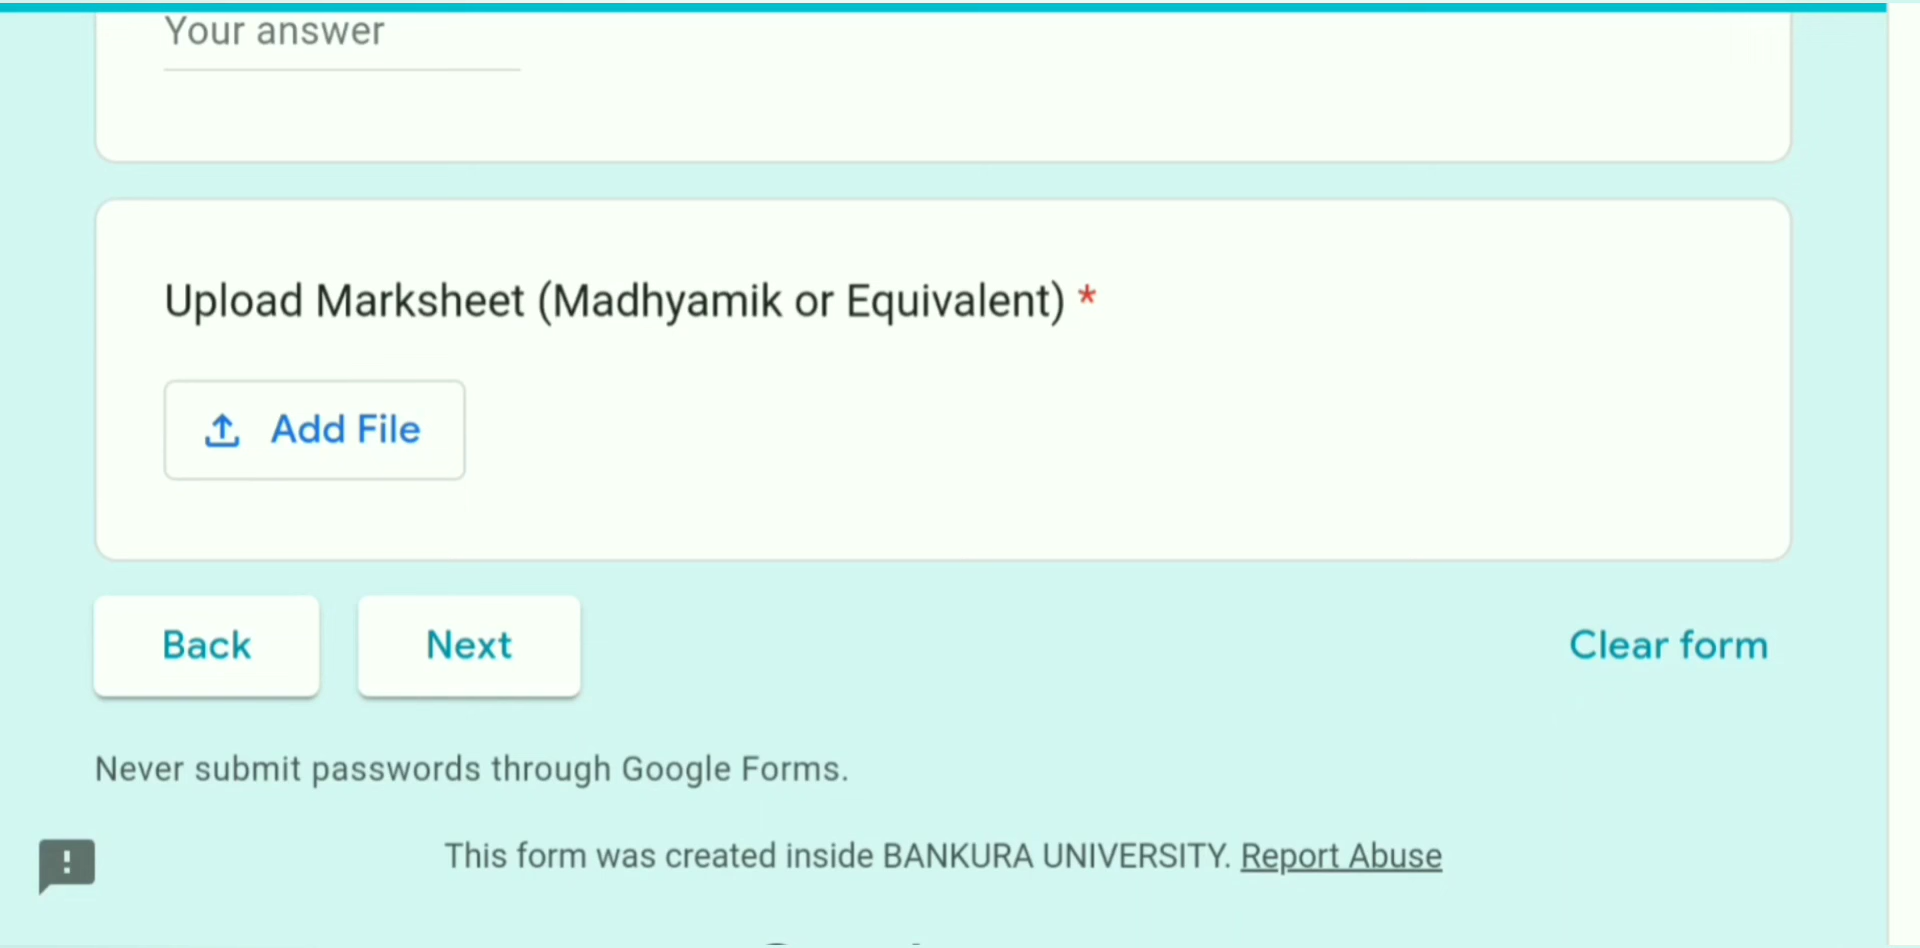 Your answer
Upload Marksheet (Madhyamik or Equivalent) *
Add File
Back
Next
Clear form
Never submit passwords through Google Forms.
This form was created inside BANKURA UNIVERSITY. Report Abuse